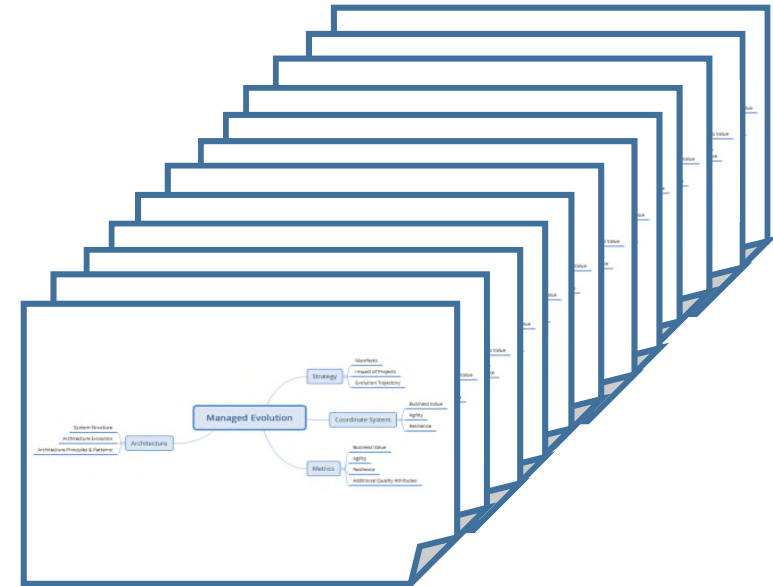 Managed Evolution
Strategy
Manifesto
Impact of Projects
Evolution Trajectory
Coordinate System
Business Value
Agility
Resilience
Metrics
Business Value
Agility
Resilience
Additional Quality Attributes
Architecture
System Structure
Architecture Evolution
Architecture Principles & Patterns